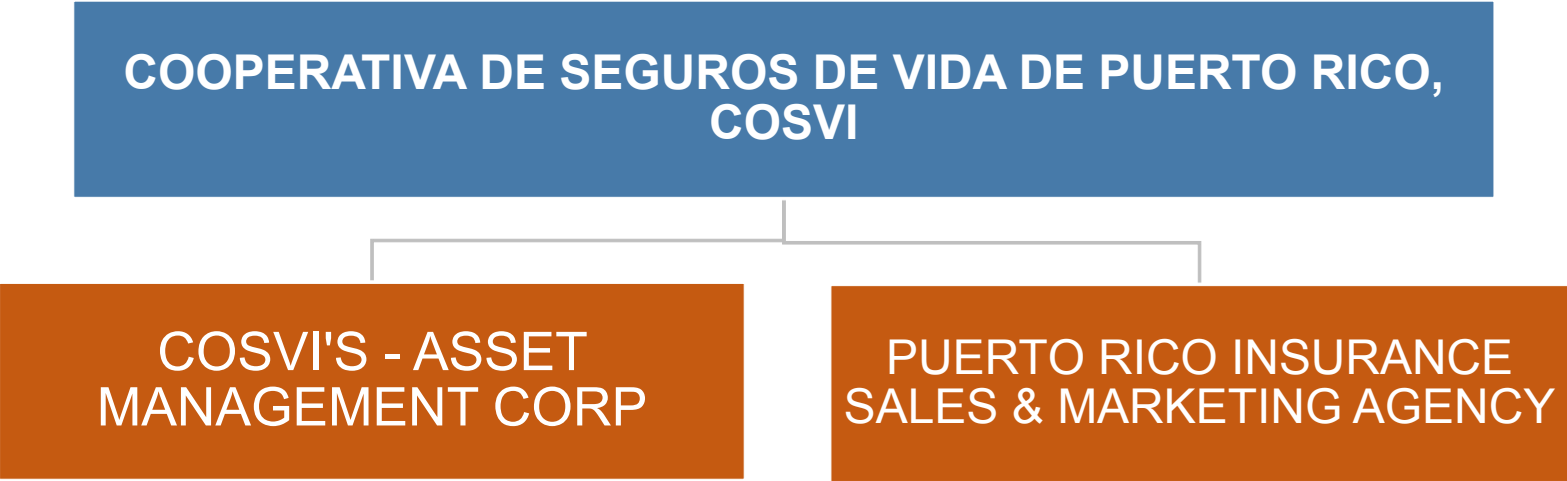 COOPERATIVA DE SEGUROS DE VIDA DE PUERTO RICO,
COSVI
COSVI'S - ASSET
MANAGEMENT CORP
PUERTO RICO INSURANCE
SALES & MARKETING AGENCY